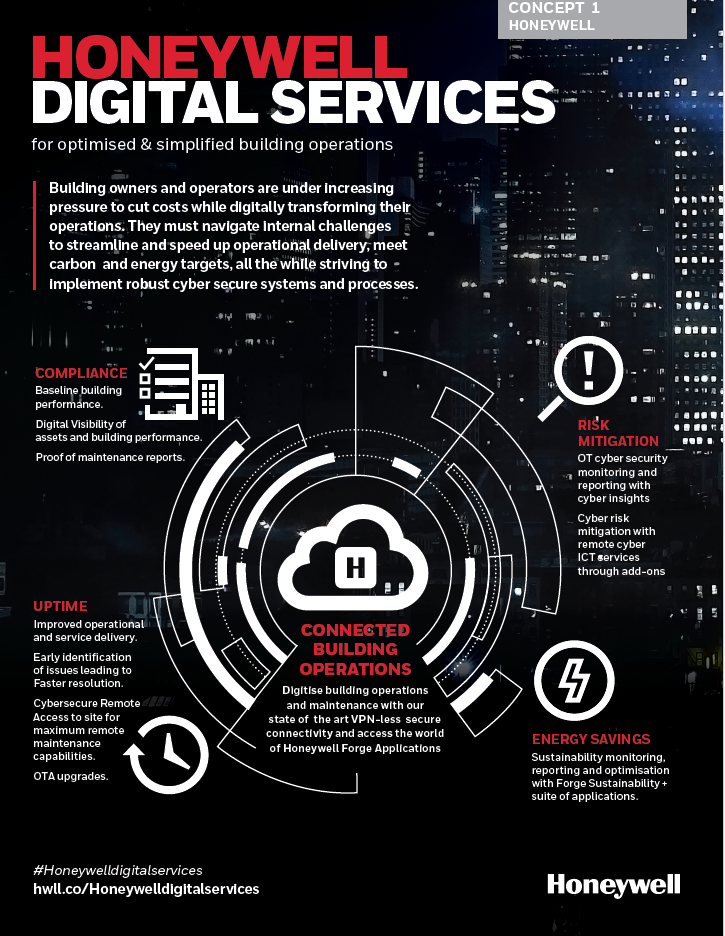 CONCEPT 1
HONEYWELL
HONEYWELL
DIGITAL SERVICES
for optimised & simplified building operations
Building owners and operators are under increasing
pressure to cut costs while digitally transforming their
operations. They must navigate internal challenges
to streamline and speed up operational delivery, meet
carbon and energy targets, all the while striving to
implement robust cyber secure systems and processes.
COMPLIANCE
Baseline building
performance.
Digital Visibility of
assets and building performance.
Proof of maintenance reports.
RISK
MITIGATION
OT cyber security
monitoring and
reporting with
cyber insights
Cyber risk
mitigation with
remote cyber
ICT services
through add-ons
UPTIME
Improved operational
and service delivery.
Early identification
of issues leading to
Faster resolution.
Cybersecure Remote
Access to site for
maximum remote
maintenance
capabilities.
OTA upgrades.
H
CONNECTED
BUILDING
OPERATIONS
Digitise building operations
and maintenance with our
state of the art VPN-less secure
connectivity and access the world
of Honeywell Forge Applications
ENERGY SAVINGS
Sustainability monitoring,
reporting and optimisation
with Forge Sustainability +
suite of applications.
#Honeywelldigitalservices
hwll.co/Honeywelldigitalservices
Honeywell